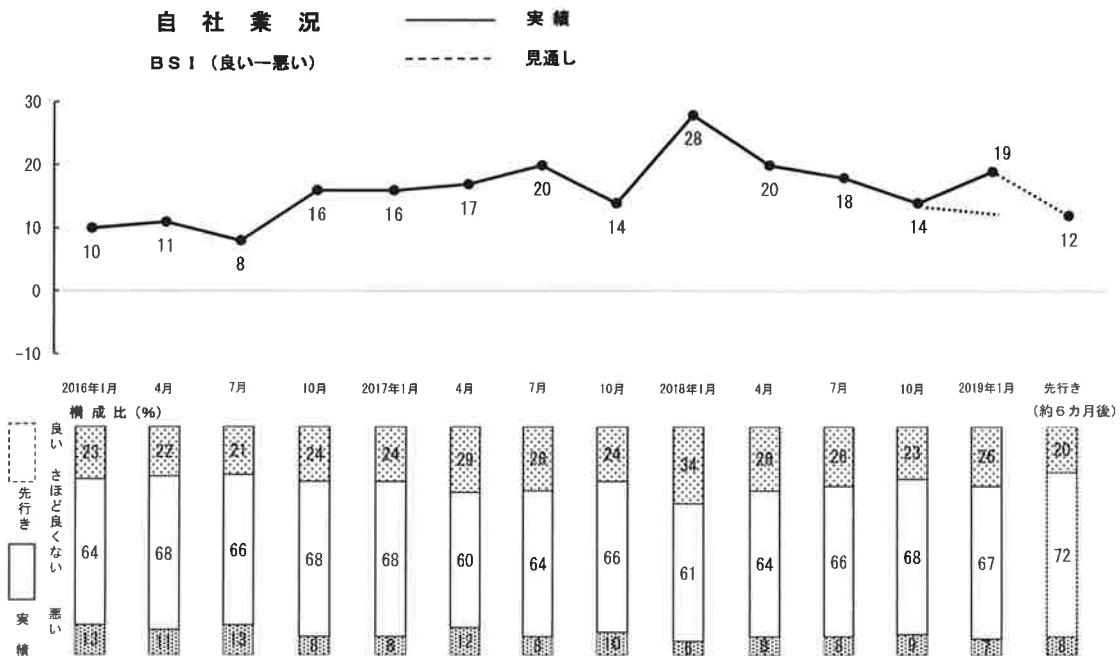 自社業況
実績
BSI（良い－悪い）
見通し
30
20
10
0
-10
10
11
8
16
16
17
20
14
28
20
18
14
19
12
2016年1月 4月 7月 10月 2017年1月 4月 7月 10月 2018年1月 4月 7月 10月 2019年1月 先行き
構成比（%）
（約６カ月後）
良い さほど良くない 悪い
先行き
実績
23 22 21 24 24 29 28 24 34 28 26 23 26 20
64 68 66 68 68 60 64 66 61 64 66 68 67 72
13 11 13 8 8 12 8 10 6 8 8 9 7 8